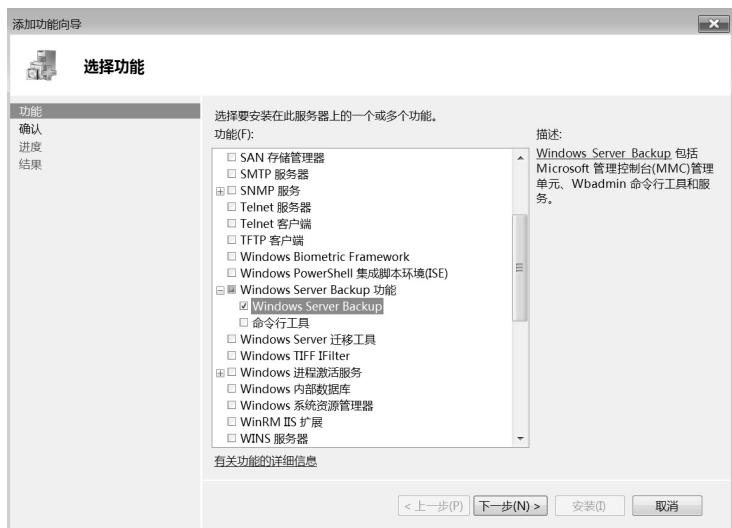 添加功能向导
选择功能
功能
确认
进度
结果
选择要安装在此服务器上的一个或多个功能。
功能(F):
SAN 存储管理器
SMTP 服务器
SNMP 服务
Telnet 服务器
Telnet 客户端
TFTP 客户端
Windows Biometric Framework
Windows PowerShell 集成脚本环境(ISE)
Windows Server Backup 功能
Windows Server Backup
命令行工具
Windows Server 迁移工具
Windows TIFF IFilter
Windows 进程激活服务
Windows 内部数据库
Windows 系统资源管理器
WinRM IIS 扩展
WINS 服务器
有关功能的详细信息
描述:
Windows Server Backup 包括
Microsoft 管理控制台(MMC)管理
单元、Wbadmin 命令行工具和服
务。
< 上一步(P)
下一步(N) >
安装(I)
取消